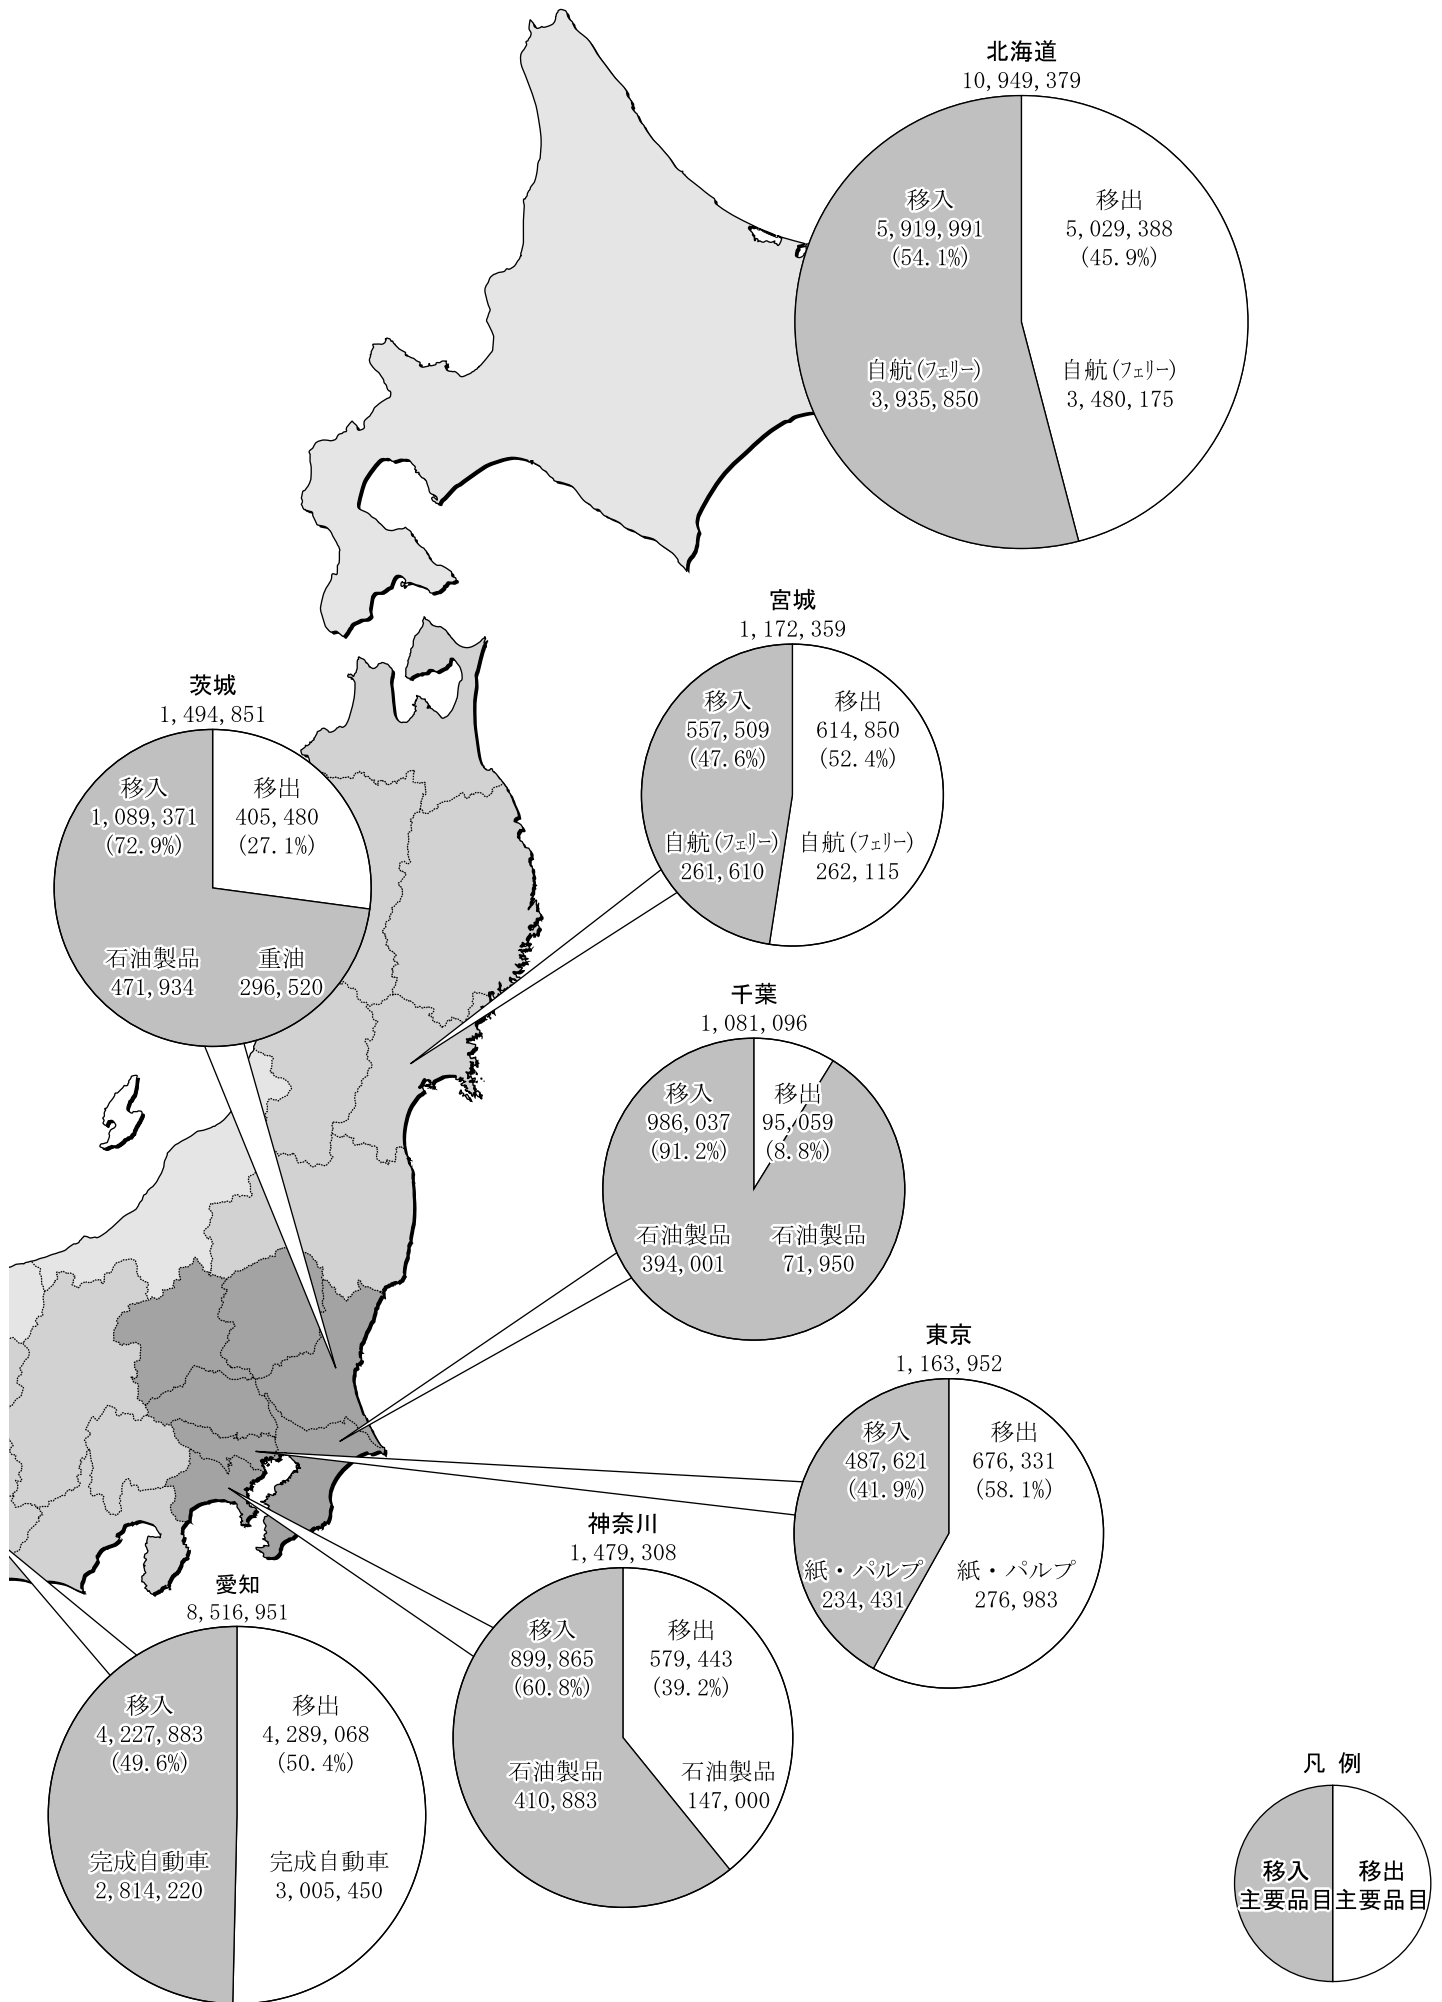 北海道
10,949,379
移入
5,919,991
(54.1%)
自航(フェリー)
3,935,850
移出
5,029,388
(45.9%)
自航(フェリー)
3,480,175
宮城
1,172,359
移入
557,509
(47.6%)
自航(フェリー)
261,610
移出
614,850
(52.4%)
自航(フェリー)
262,115
茨城
1,494,851
移入
1,089,371
(72.9%)
石油製品
471,934
移出
405,480
(27.1%)
重油
296,520
千葉
1,081,096
移入
986,037
(91.2%)
石油製品
394,001
移出
95,059
(8.8%)
石油製品
71,950
東京
1,163,952
移入
487,621
(41.9%)
紙・パルプ
234,431
移出
676,331
(58.1%)
紙・パルプ
276,983
神奈川
1,479,308
移入
899,865
(60.8%)
石油製品
410,883
移出
579,443
(39.2%)
石油製品
147,000
愛知
8,516,951
移入
4,227,883
(49.6%)
完成自動車
2,814,220
移出
4,289,068
(50.4%)
完成自動車
3,005,450
凡 例
移入
主要品目
移出
主要品目